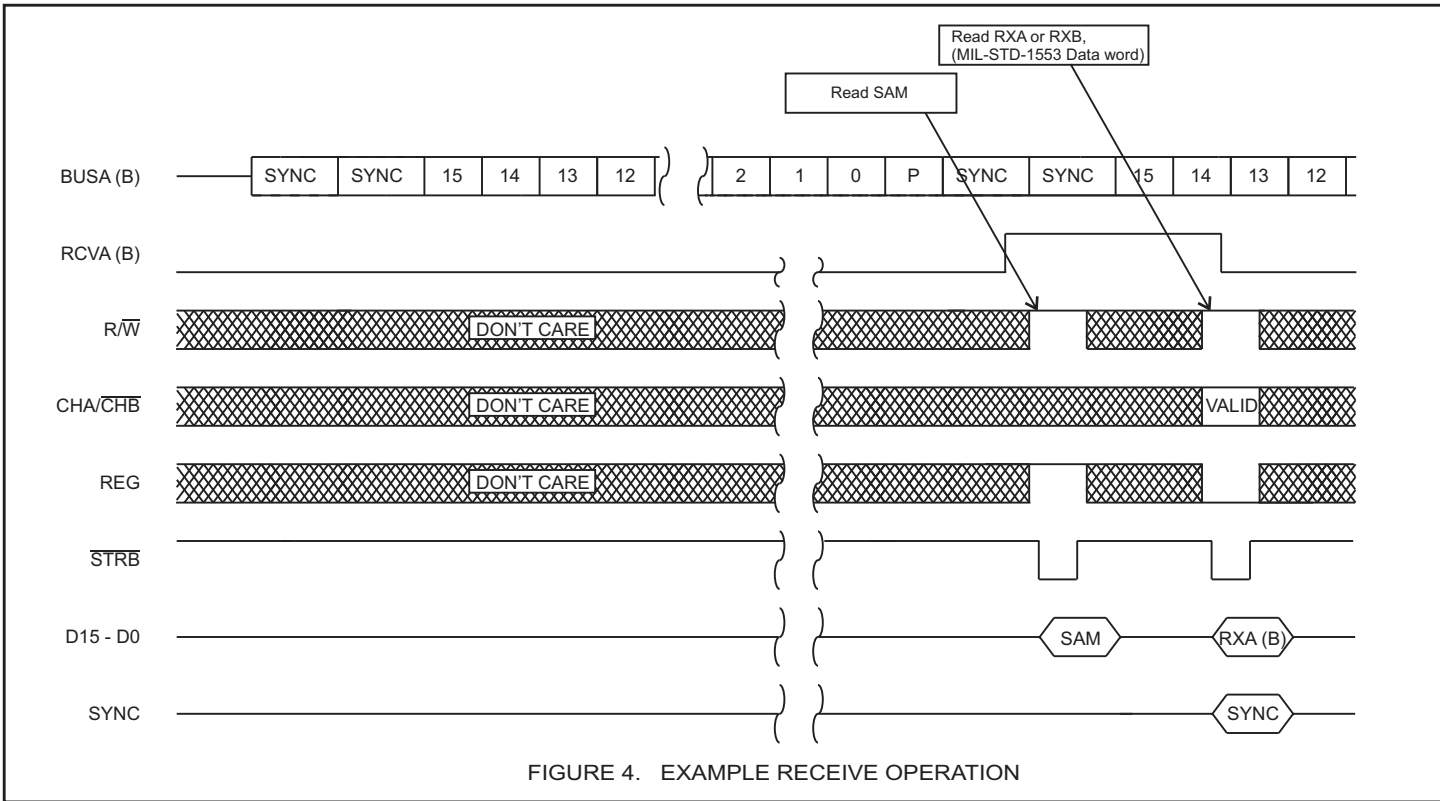 Read RXA or RXB,
(MIL-STD-1553 Data word)
Read SAM
BUSA (B) SYNC SYNC 15 14 13 12 2 1 0 P SYNC SYNC 15 14 13 12
RCVA (B)
R/W̅ DON'T CARE
CHA/C̅H̅B̅ DON'T CARE VALID
REG DON'T CARE
S̅T̅R̅B̅
D15 - D0 SAM RXA (B)
SYNC SYNC
FIGURE 4. EXAMPLE RECEIVE OPERATION